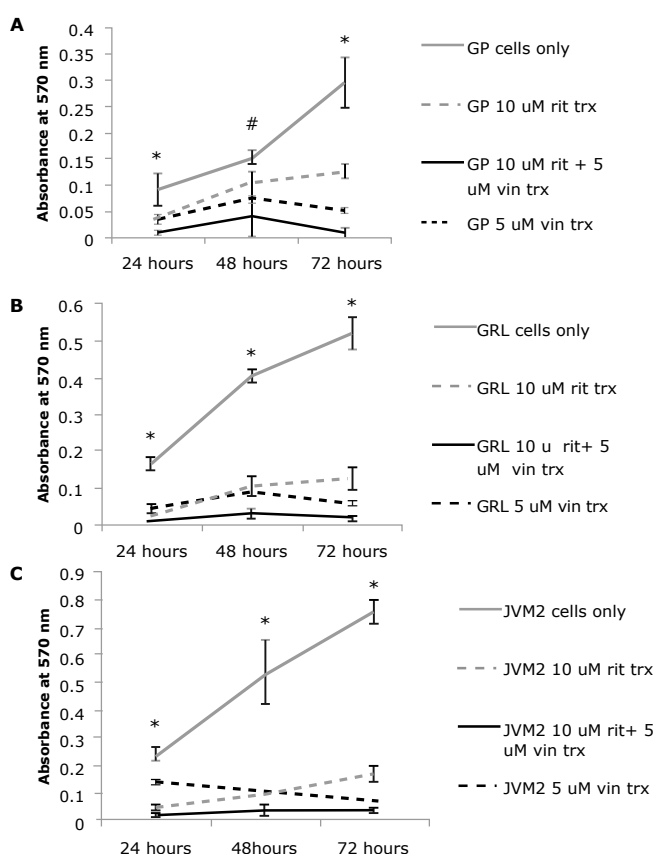 A
Absorbance at 570 nm
0.4
0.35
0.3
0.25
0.2
0.15
0.1
0.05
0
*
#
*
24 hours 48 hours 72 hours
GP cells only
GP 10 uM rit trx
GP 10 uM rit + 5
uM vin trx
GP 5 uM vin trx
B
Absorbance at 570 nm
0.6
0.5
0.4
0.3
0.2
0.1
0
*
*
*
24 hours 48 hours 72 hours
GRL cells only
GRL 10 uM rit trx
GRL 10 u rit+ 5
uM vin trx
GRL 5 uM vin trx
C
Absorbance at 570 nm
0.9
0.8
0.7
0.6
0.5
0.4
0.3
0.2
0.1
0
*
*
*
24 hours 48hours 72 hours
JVM2 cells only
JVM2 10 uM rit trx
JVM2 10 uM rit+ 5
uM vin trx
JVM2 5 uM vin trx